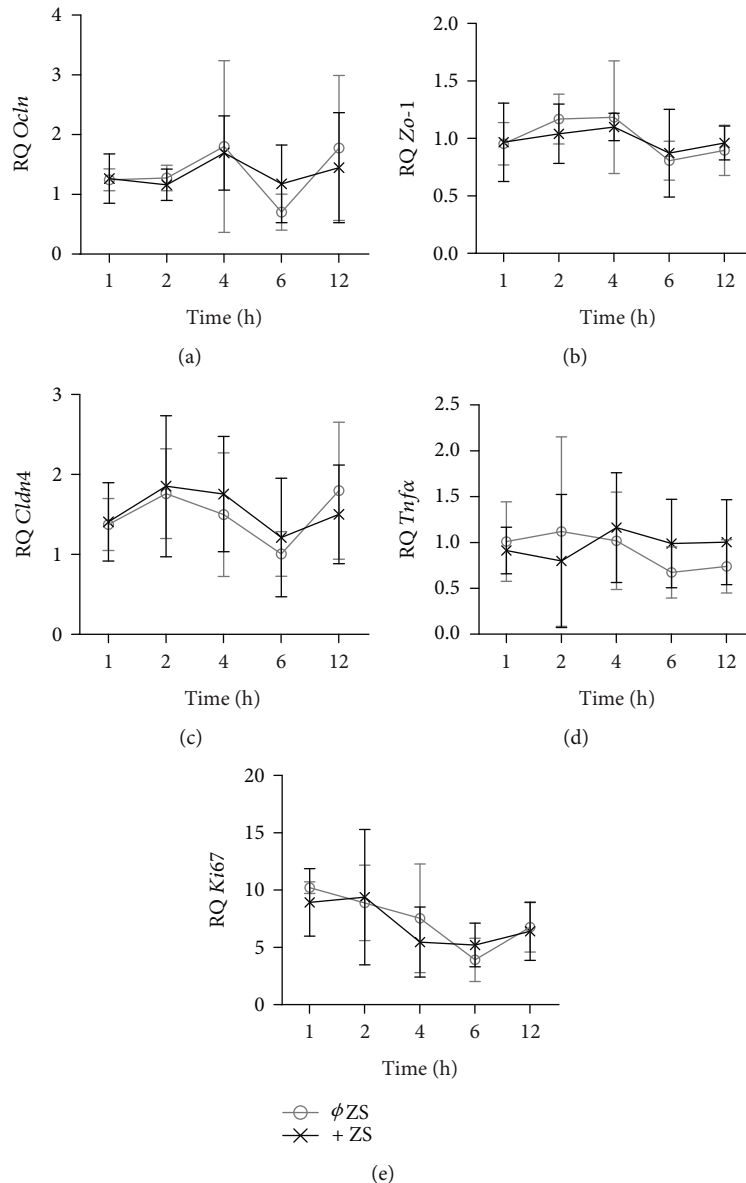 4
3
2
1
0
RQ Ocln
1 2 4 6 12
Time (h)
(a)
2.0
1.5
1.0
0.5
0.0
RQ Zo-1
1 2 4 6 12
Time (h)
(b)
3
2
1
0
RQ Cldn4
1 2 4 6 12
Time (h)
(c)
2.5
2.0
1.5
1.0
0.5
0.0
RQ Tnfα
1 2 4 6 12
Time (h)
(d)
20
15
10
5
0
RQ Ki67
1 2 4 6 12
Time (h)
ϕ ZS
+ ZS
(e)